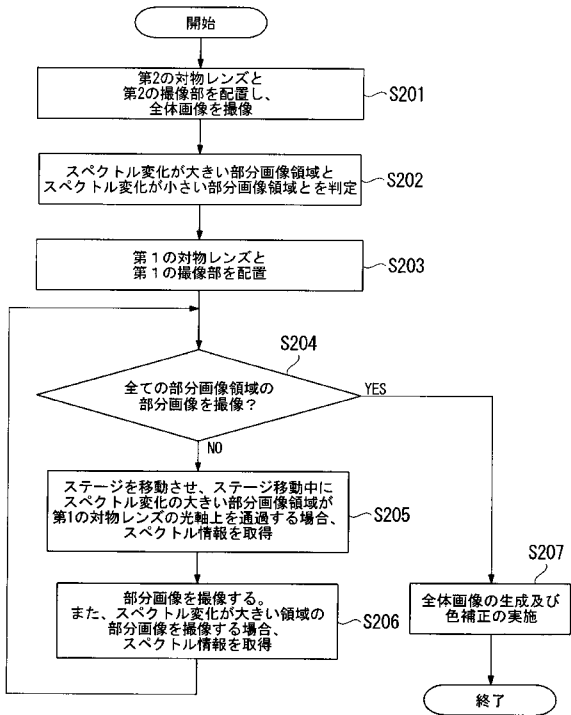 開始
第2の対物レンズと
第2の撮像部を配置し、
全体画像を撮像
S201
スペクトル変化が大きい部分画像領域と
スペクトル変化が小さい部分画像領域とを判定
S202
第1の対物レンズと
第1の撮像部を配置
S203
S204
全ての部分画像領域の
部分画像を撮像?
YES
NO
ステージを移動させ、ステージ移動中に
スペクトル変化の大きい部分画像領域が
第1の対物レンズの光軸上を通過する場合、
スペクトル情報を取得
S205
部分画像を撮像する。
また、スペクトル変化が大きい領域の
部分画像を撮像する場合、
スペクトル情報を取得
S206
S207
全体画像の生成及び
色補正の実施
終了